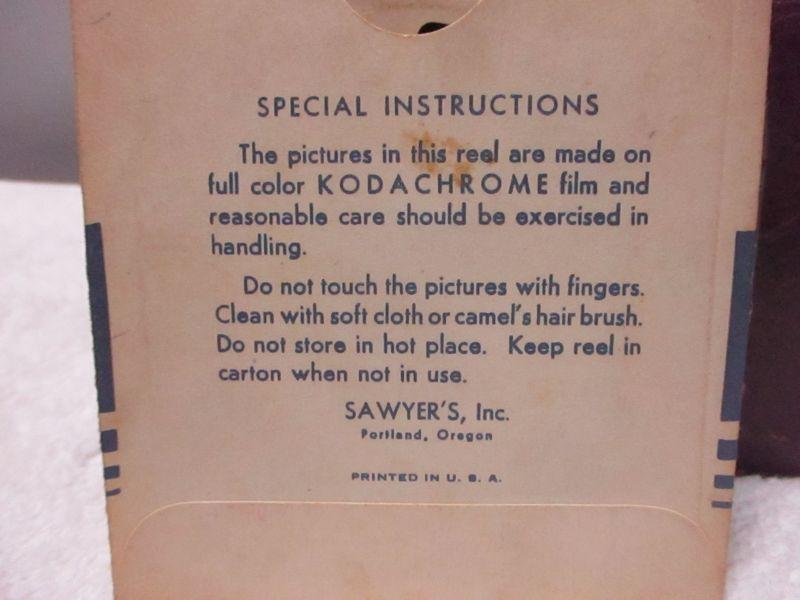 SPECIAL INSTRUCTIONS
The pictures in this reel are made on
full color KODACHROME film and
reasonable care should be exercised in
handling.
Do not touch the pictures with fingers.
Clean with soft cloth or camel's hair brush.
Do not store in hot place. Keep reel in
carton when not in use.
SAWYER'S, Inc.
Portland, Oregon
PRINTED IN U. S. A.